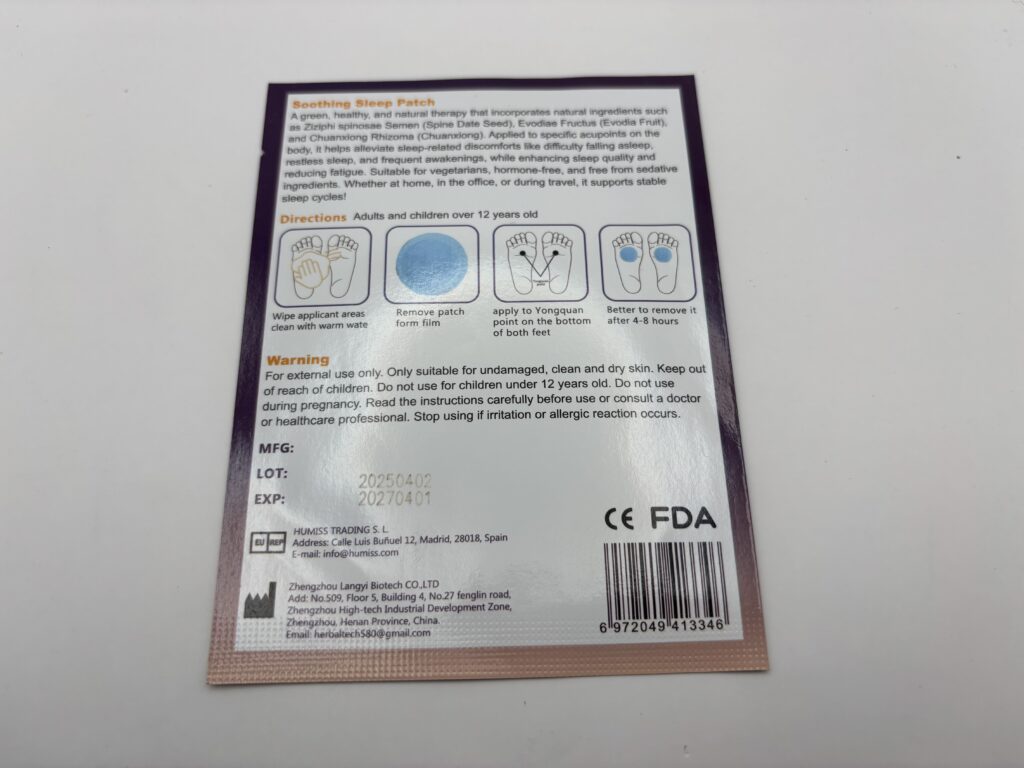 Soothing Sleep Patch
A green, healthy, and natural therapy that incorporates natural ingredients such
as Ziziphi spinosae Semen (Spine Date Seed), Evodiae Fructus (Evodia Fruit),
and Chuanxiong Rhizoma (Chuanxiong). Applied to specific acupoints on the
body, it helps alleviate sleep-related discomforts like difficulty falling asleep,
restless sleep, and frequent awakenings, while enhancing sleep quality and
reducing fatigue. Suitable for vegetarians, hormone-free, and free from sedative
ingredients. Whether at home, in the office, or during travel, it supports stable
sleep cycles!
Directions Adults and children over 12 years old
Wipe applicant areas
clean with warm wate
Remove patch
form film
apply to Yongquan
point on the bottom
of both feet
Better to remove it
after 4-8 hours
Warning
For external use only. Only suitable for undamaged, clean and dry skin. Keep out
of reach of children. Do not use for children under 12 years old. Do not use
during pregnancy. Read the instructions carefully before use or consult a doctor
or healthcare professional. Stop using if irritation or allergic reaction occurs.
MFG:
LOT: 20250402
EXP: 20270401
CE FDA
EU REP
HUMISS TRADING S. L.
Address: Calle Luis Buñuel 12, Madrid, 28018, Spain
E-mail: info@humiss.com
Zhengzhou Langyi Biotech CO.,LTD
Add: No.509, Floor 5, Building 4, No.27 fenglin road,
Zhengzhou High-tech Industrial Development Zone,
Zhengzhou, Henan Province, China.
Email: herbaltech580@gmail.com
6 972049 413346